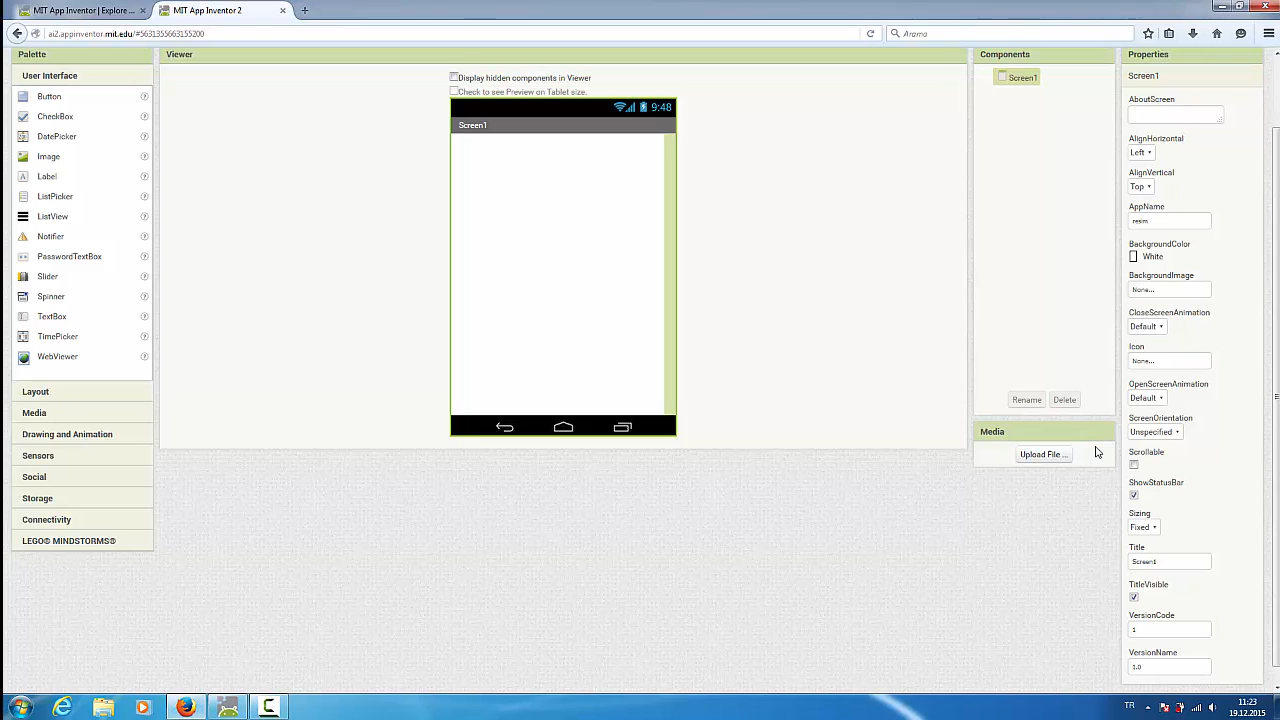 MIT App Inventor | Explore ...
MIT App Inventor 2
ai2.appinventor.mit.edu/#5631355663155200
Arama
Palette
User Interface
Button
CheckBox
DatePicker
Image
Label
ListPicker
ListView
Notifier
PasswordTextBox
Slider
Spinner
TextBox
TimePicker
WebViewer
Layout
Media
Drawing and Animation
Sensors
Social
Storage
Connectivity
LEGO® MINDSTORMS®
Viewer
Display hidden components in Viewer
Check to see Preview on Tablet size.
9:48
Screen1
Components
Screen1
Rename Delete
Media
Upload File ...
Properties
Screen1
AboutScreen
AlignHorizontal
Left
AlignVertical
Top
AppName
resim
BackgroundColor
White
BackgroundImage
None...
CloseScreenAnimation
Default
Icon
None...
OpenScreenAnimation
Default
ScreenOrientation
Unspecified
Scrollable
ShowStatusBar
Sizing
Fixed
Title
Screen1
TitleVisible
VersionCode
1
VersionName
1.0
TR
11:23
19.12.2015